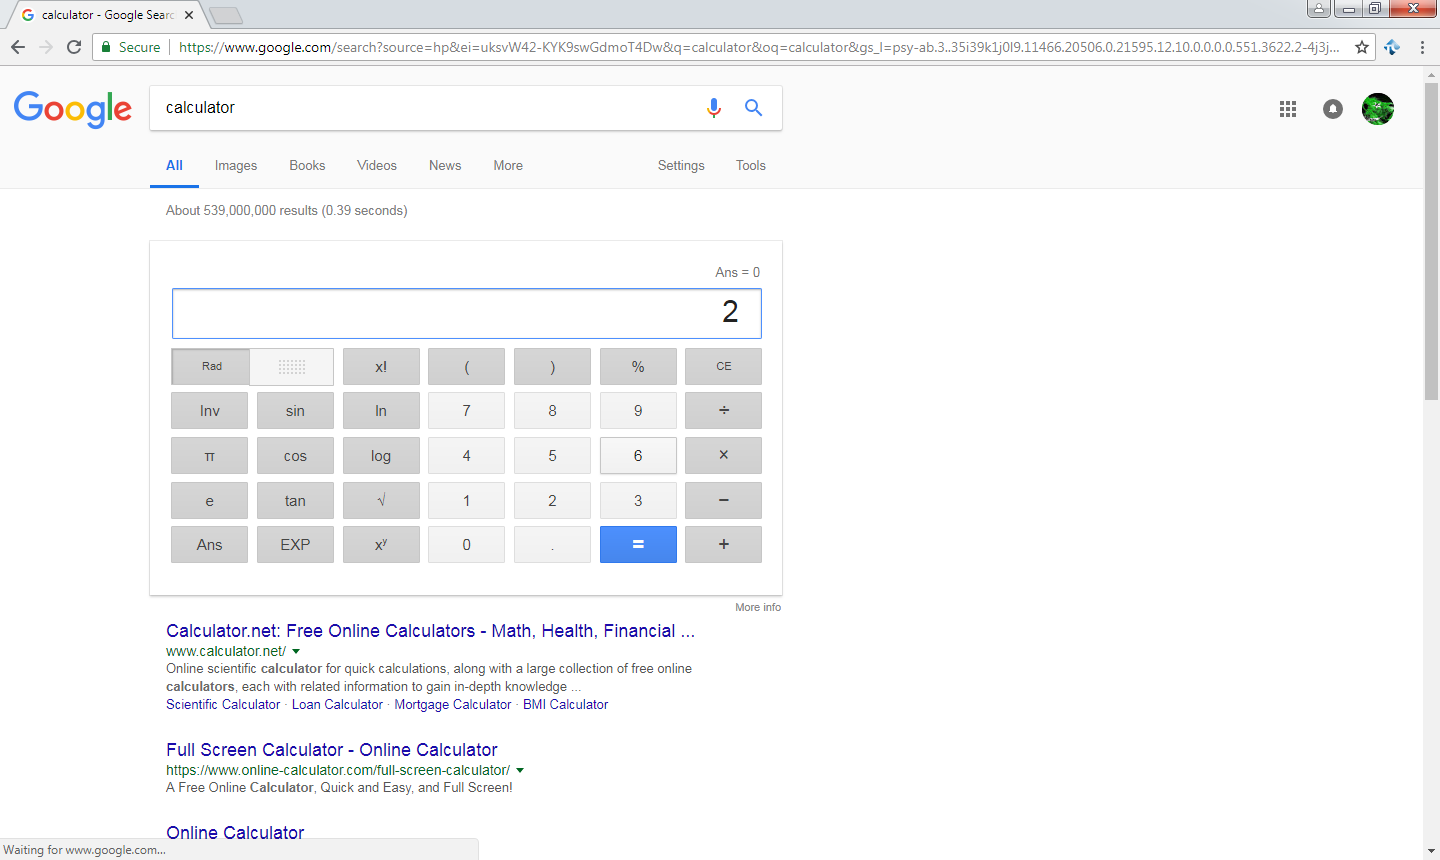 calculator - Google Searc
Secure https://www.google.com/search?source=hp&ei=uksvW42-KYK9swGdmoT4Dw&q=calculator&oq=calculator&gs_l=psy-ab.3..35i39k1j0l9.11466.20506.0.21595.12.10.0.0.0.0.551.3622.2-4j3j...
Google calculator
All Images Books Videos News More Settings Tools
About 539,000,000 results (0.39 seconds)
Ans = 0
2
Rad x! ( ) % CE
Inv sin ln 7 8 9 ÷
π cos log 4 5 6 ×
e tan √ 1 2 3 −
Ans EXP xʸ 0 . = +
More info
Calculator.net: Free Online Calculators - Math, Health, Financial ...
www.calculator.net/
Online scientific calculator for quick calculations, along with a large collection of free online
calculators, each with related information to gain in-depth knowledge ...
Scientific Calculator · Loan Calculator · Mortgage Calculator · BMI Calculator
Full Screen Calculator - Online Calculator
https://www.online-calculator.com/full-screen-calculator/
A Free Online Calculator, Quick and Easy, and Full Screen!
Online Calculator
Waiting for www.google.com...